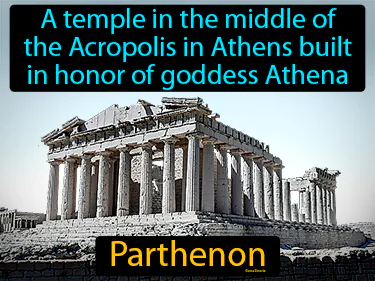 A temple in the middle of
the Acropolis in Athens built
in honor of goddess Athena
Parthenon